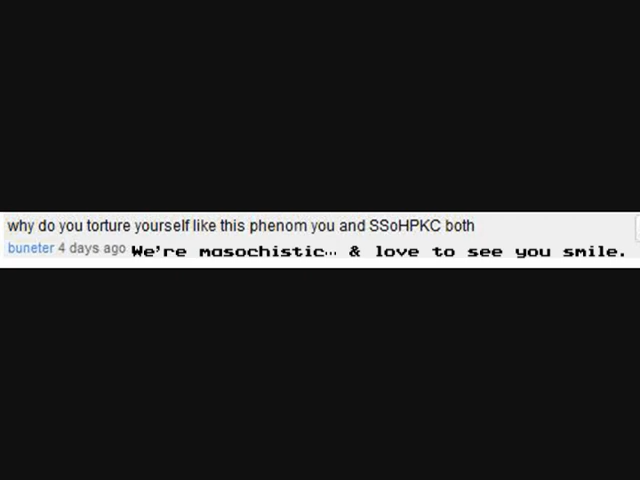 why do you torture yourself like this phenom you and SSoHPKC both
buneter 4 days ago We're masochistic... & love to see you smile.